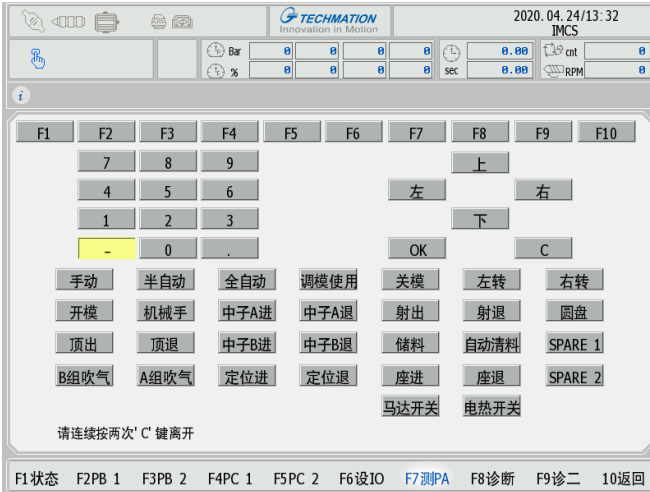 TECHMATION
Innovation in Motion
2020.04.24/13:32
IMCS
Bar 0 0 0 0.00 cnt 0
% 0 0 0 sec 0.00 RPM 0
i
F1 F2 F3 F4 F5 F6 F7 F8 F9 F10
7 8 9 上
4 5 6 左 右
1 2 3 下
- 0 . OK C
手动 半自动 全自动 调模使用 关模 左转 右转
开模 机械手 中子A进 中子A退 射出 射退 圆盘
顶出 顶退 中子B进 中子B退 储料 自动清料 SPARE 1
B组吹气 A组吹气 定位进 定位退 座进 座退 SPARE 2
马达开关 电热开关
请连续按两次'C'键离开
F1状态 F2PB 1 F3PB 2 F4PC 1 F5PC 2 F6设IO F7测PA F8诊断 F9诊二 10返回